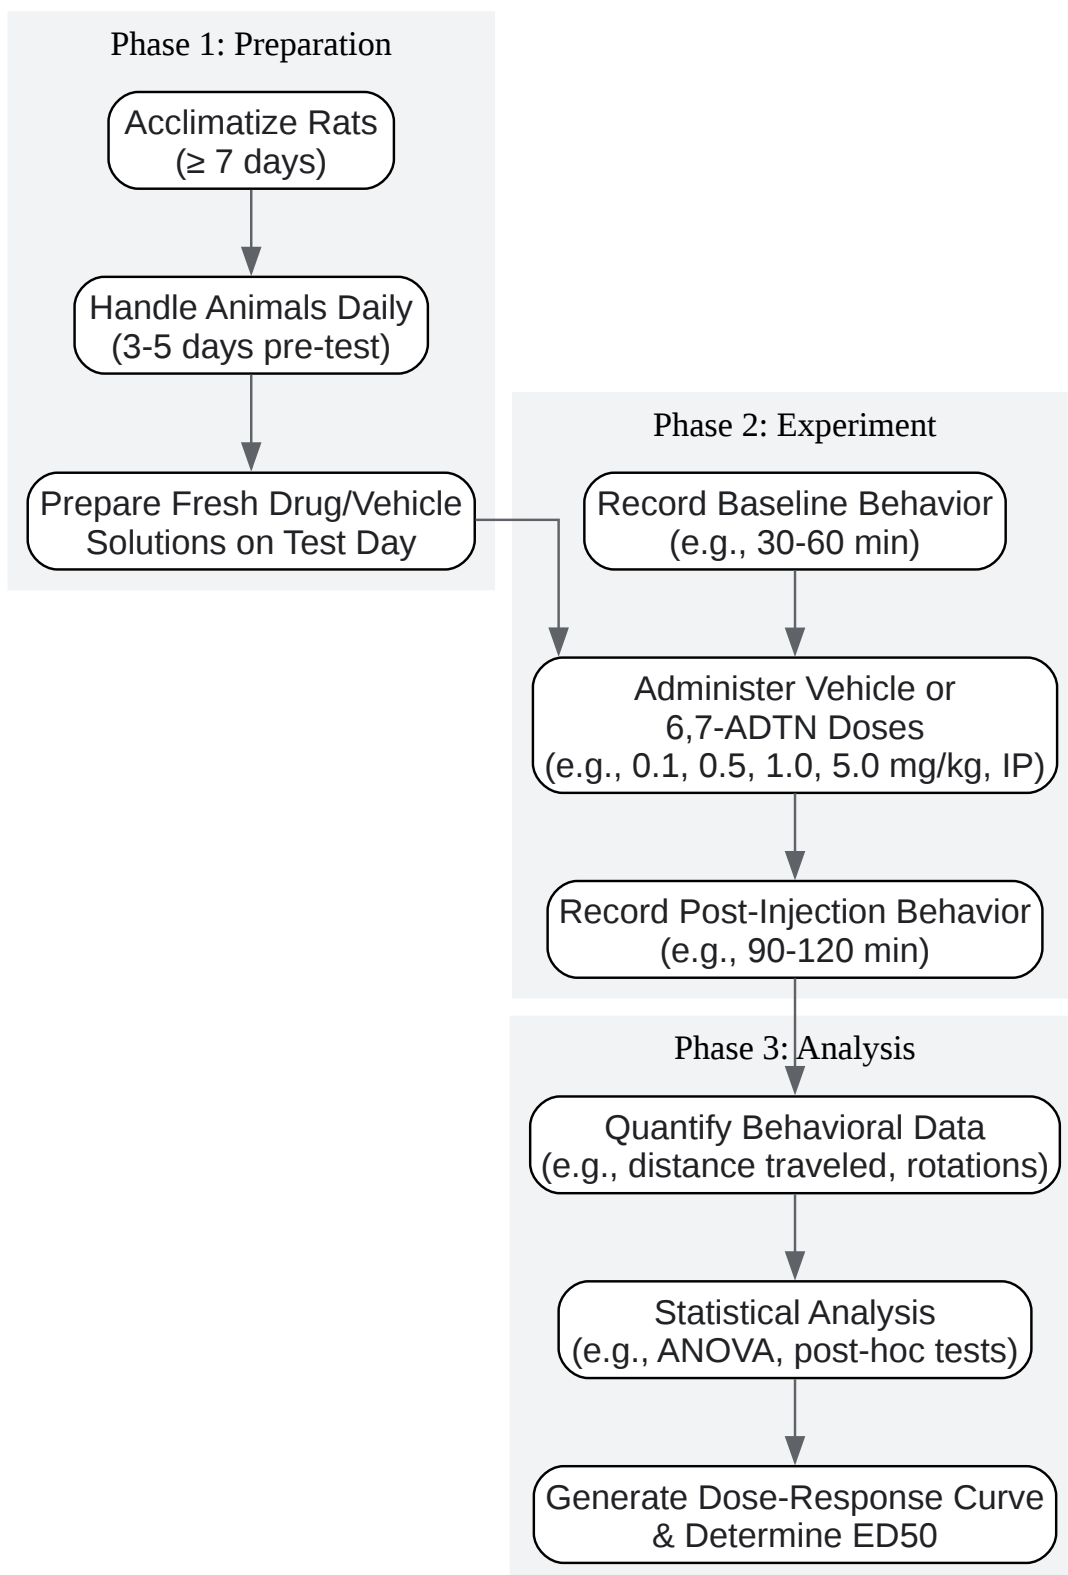 Phase 1: Preparation
Acclimatize Rats
(≥ 7 days)
Handle Animals Daily
(3-5 days pre-test)
Prepare Fresh Drug/Vehicle
Solutions on Test Day
Phase 2: Experiment
Record Baseline Behavior
(e.g., 30-60 min)
Administer Vehicle or
6,7-ADTN Doses
(e.g., 0.1, 0.5, 1.0, 5.0 mg/kg, IP)
Record Post-Injection Behavior
(e.g., 90-120 min)
Phase 3: Analysis
Quantify Behavioral Data
(e.g., distance traveled, rotations)
Statistical Analysis
(e.g., ANOVA, post-hoc tests)
Generate Dose-Response Curve
& Determine ED50